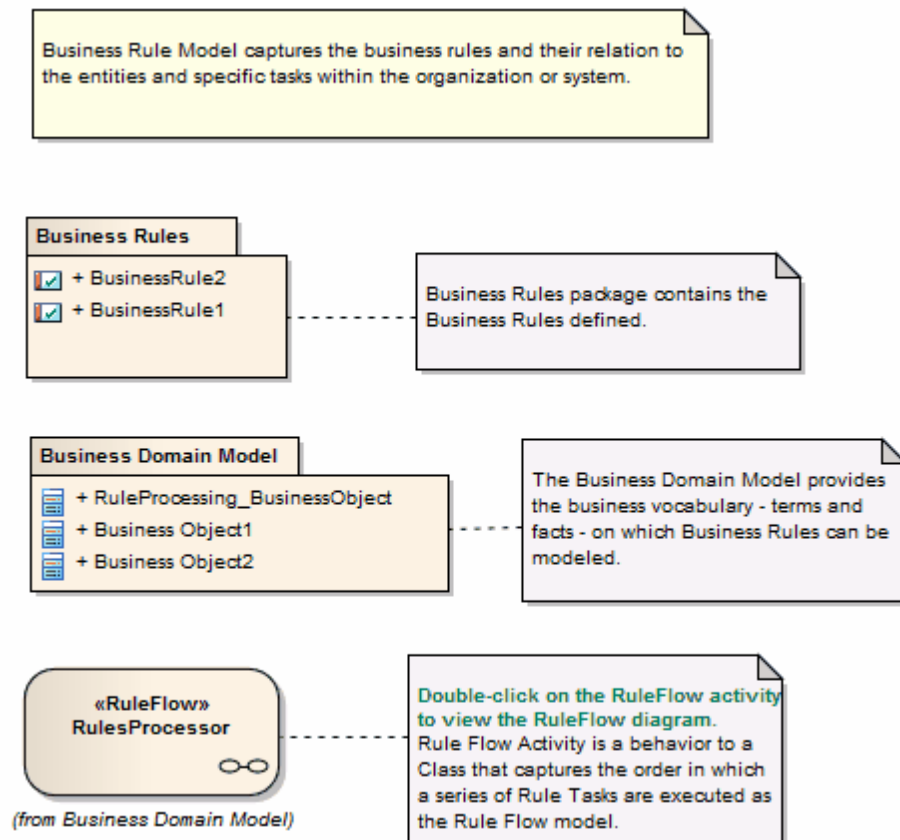 Business Rule Model captures the business rules and their relation to
the entities and specific tasks within the organization or system.
Business Rules
+ BusinessRule2
+ BusinessRule1
Business Rules package contains the
Business Rules defined.
Business Domain Model
+ RuleProcessing_BusinessObject
+ Business Object1
+ Business Object2
The Business Domain Model provides
the business vocabulary - terms and
facts - on which Business Rules can be
modeled.
«RuleFlow»
RulesProcessor
(from Business Domain Model)
Double-click on the RuleFlow activity
to view the RuleFlow diagram.
Rule Flow Activity is a behavior to a
Class that captures the order in which
a series of Rule Tasks are executed as
the Rule Flow model.